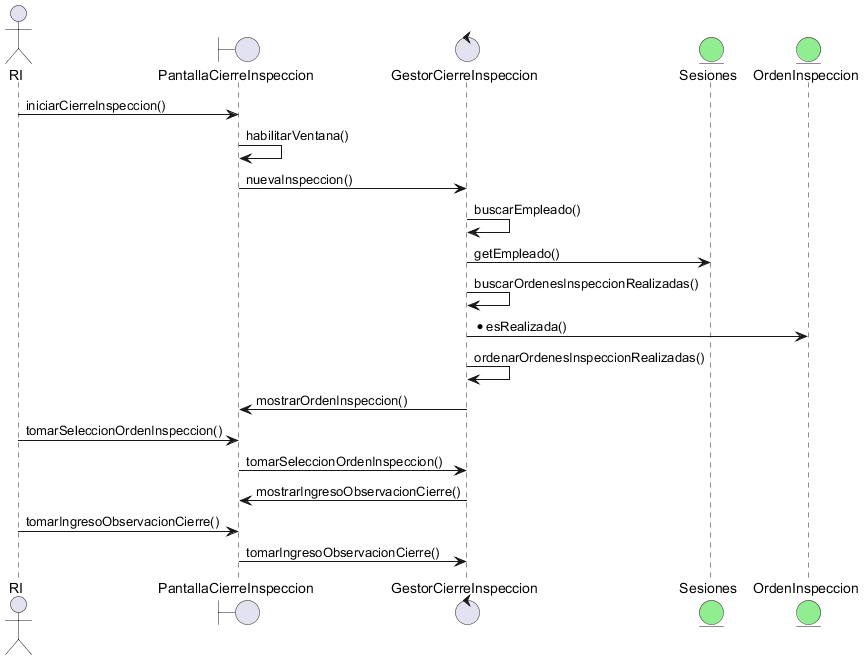 RI
PantallaCierreInspeccion
GestorCierreInspeccion
Sesiones
OrdenInspeccion
iniciarCierreInspeccion()
habilitarVentana()
nuevaInspeccion()
buscarEmpleado()
getEmpleado()
buscarOrdenesInspeccionRealizadas()
* esRealizada()
ordenarOrdenesInspeccionRealizadas()
mostrarOrdenInspeccion()
tomarSeleccionOrdenInspeccion()
tomarSeleccionOrdenInspeccion()
mostrarIngresoObservacionCierre()
tomarIngresoObservacionCierre()
tomarIngresoObservacionCierre()
RI
PantallaCierreInspeccion
GestorCierreInspeccion
Sesiones
OrdenInspeccion